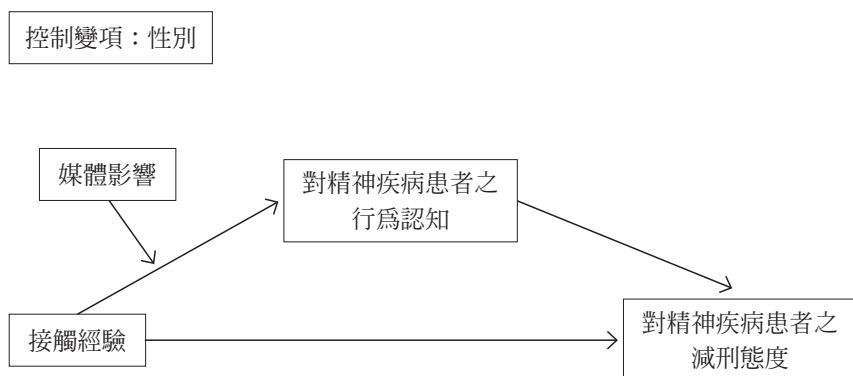 控制變項：性別
媒體影響
對精神疾病患者之
行爲認知
接觸經驗
對精神疾病患者之
減刑態度